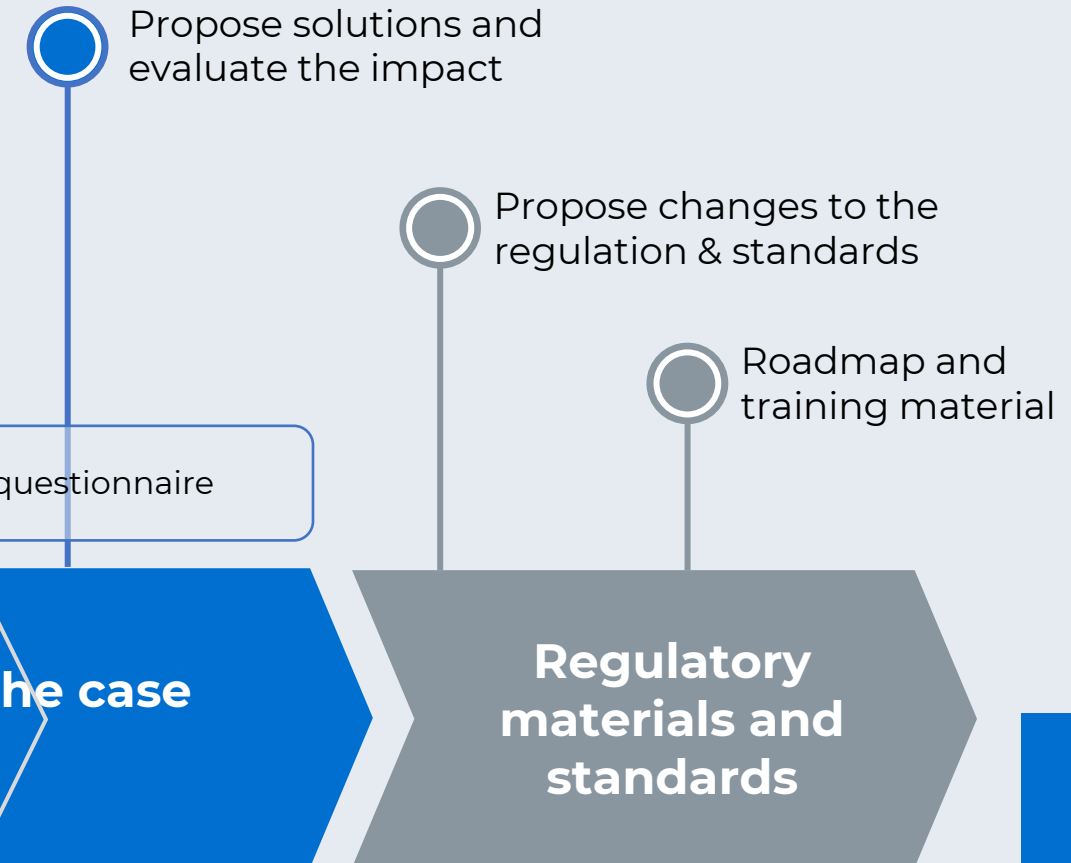 Propose solutions and
evaluate the impact
Propose changes to the
regulation & standards
Roadmap and
training material
questionnaire
he case
Regulatory
materials and
standards